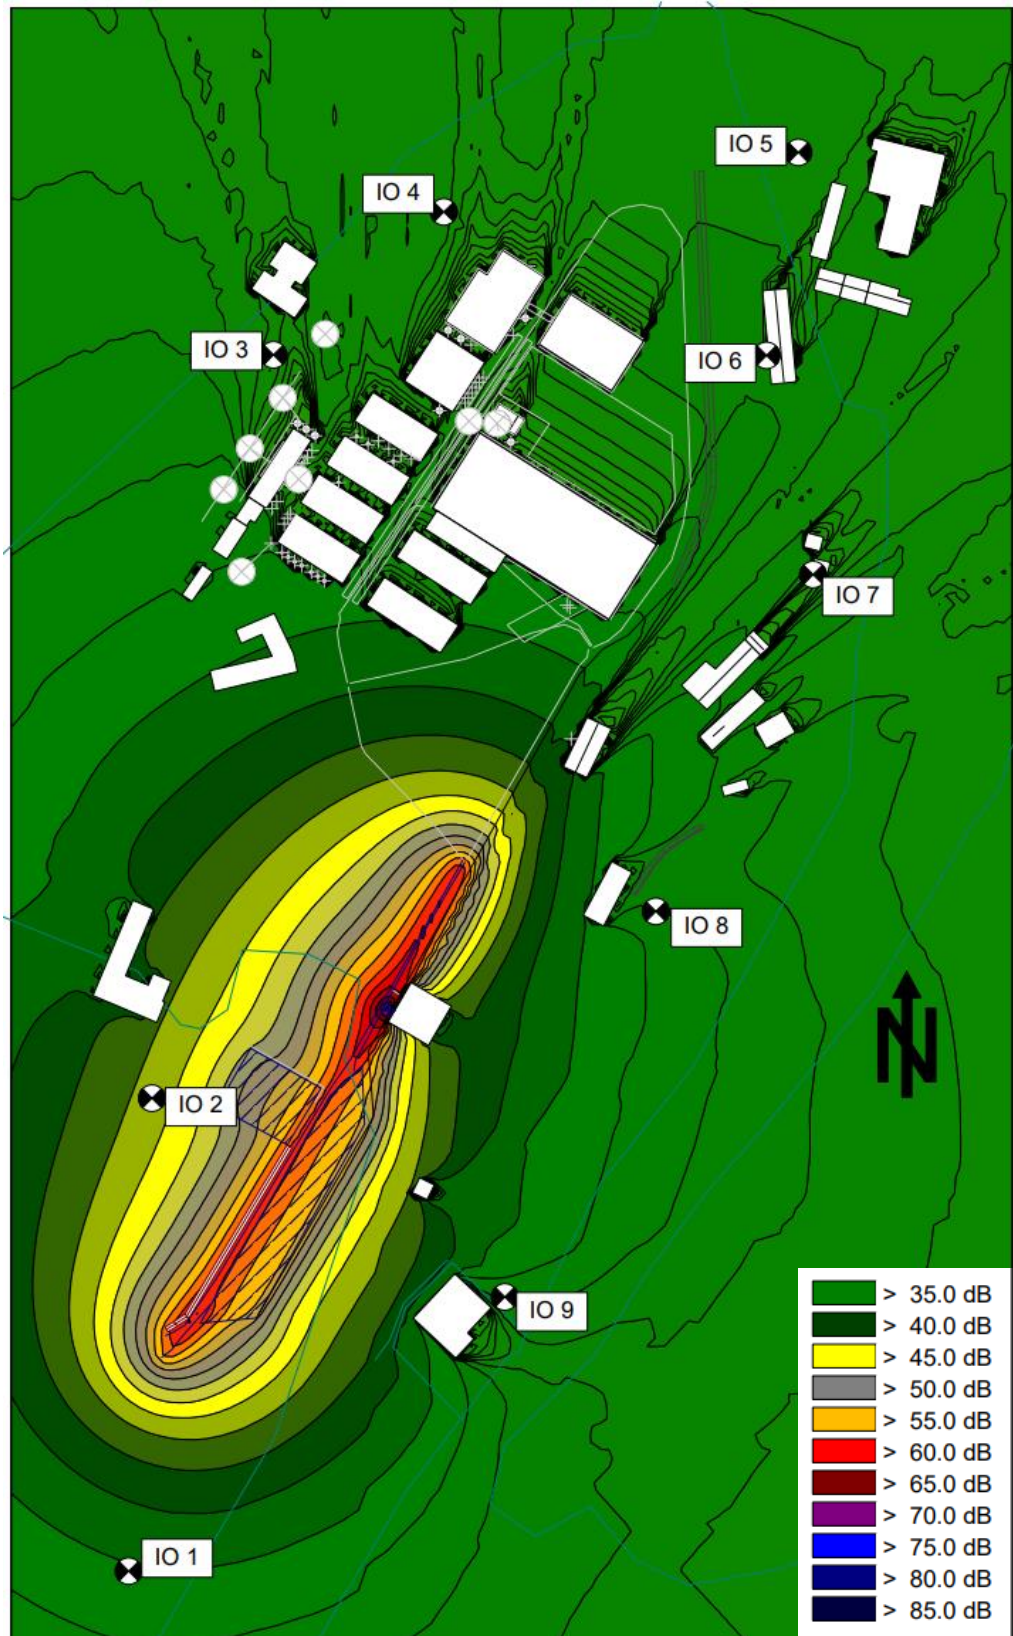 IO 5
IO 4
IO 3
IO 6
IO 7
IO 8
N
IO 2
IO 9
IO 1
> 35.0 dB
> 40.0 dB
> 45.0 dB
> 50.0 dB
> 55.0 dB
> 60.0 dB
> 65.0 dB
> 70.0 dB
> 75.0 dB
> 80.0 dB
> 85.0 dB